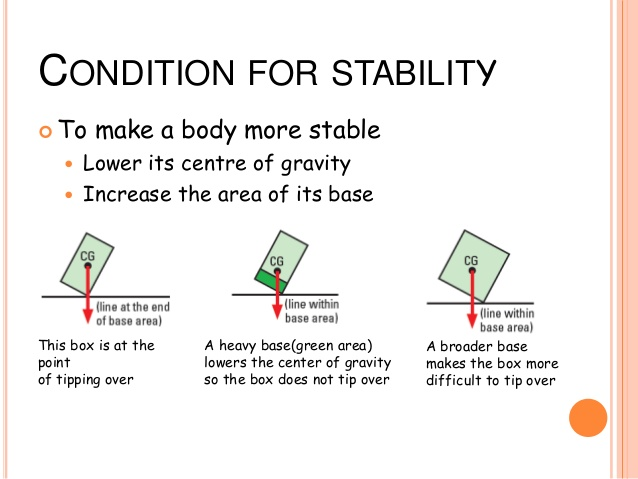 CONDITION FOR STABILITY
To make a body more stable
Lower its centre of gravity
Increase the area of its base
CG
(line at the end
of base area)
This box is at the
point
of tipping over
CG
(line within
base area)
A heavy base(green area)
lowers the center of gravity
so the box does not tip over
CG
(line within
base area)
A broader base
makes the box more
difficult to tip over